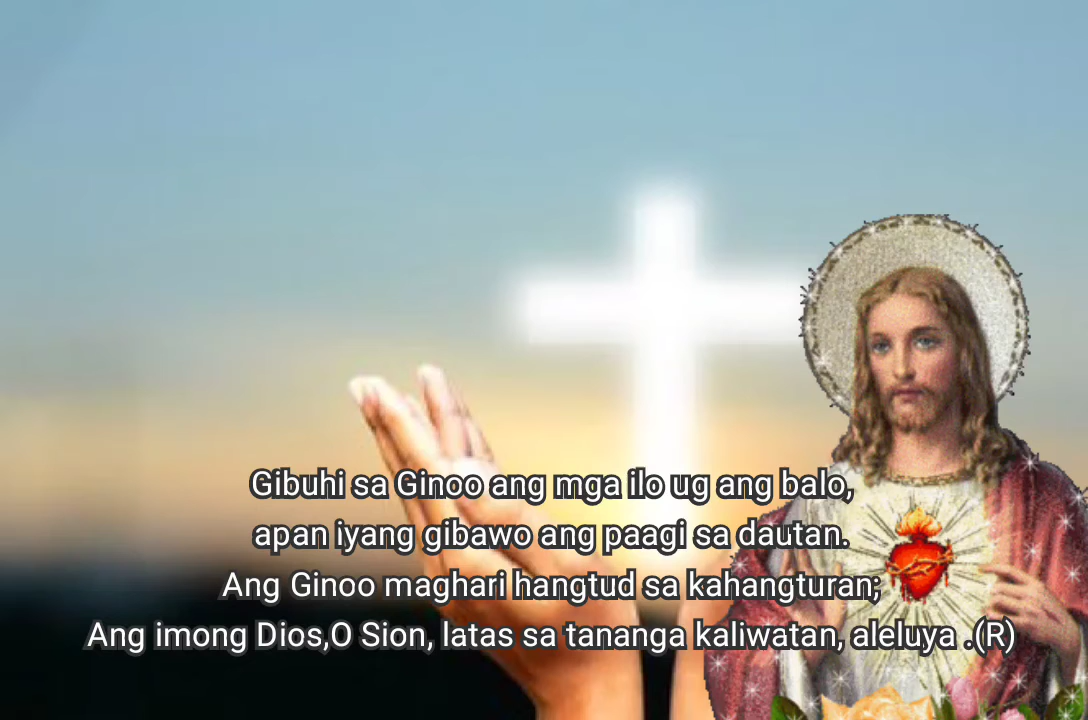 Gibuhi sa Ginoo ang mga ilo ug ang balo,
apan iyang gibawo ang paagi sa dautan.
Ang Ginoo maghari hangtud sa kahangturan;
Ang imong Dios,O Sion, latas sa tananga kaliwatan, aleluya .(R)